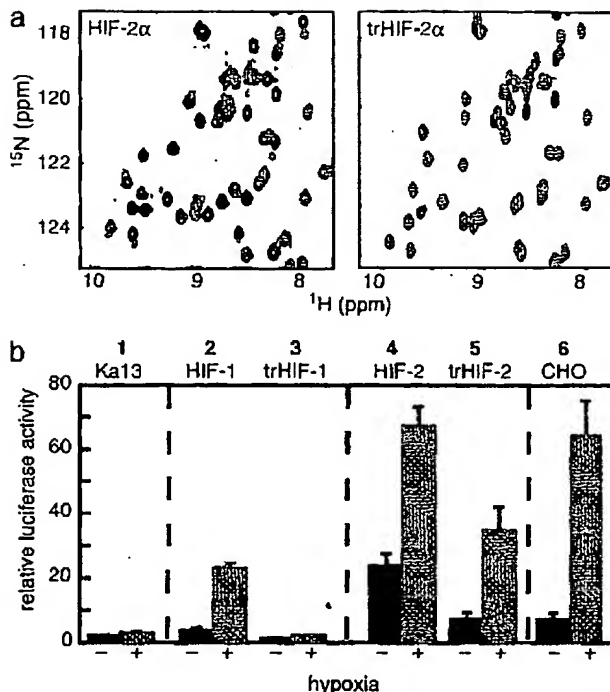 a
HIF-2α
trHIF-2α
118
120
122
124
¹⁵N (ppm)
10 9 8
10 9 8
¹H (ppm)
b
1 2 3 4 5 6
Ka13 HIF-1 trHIF-1 HIF-2 trHIF-2 CHO
80
60
40
20
0
relative luciferase activity
− + − + − + − + − + − +
hypoxia